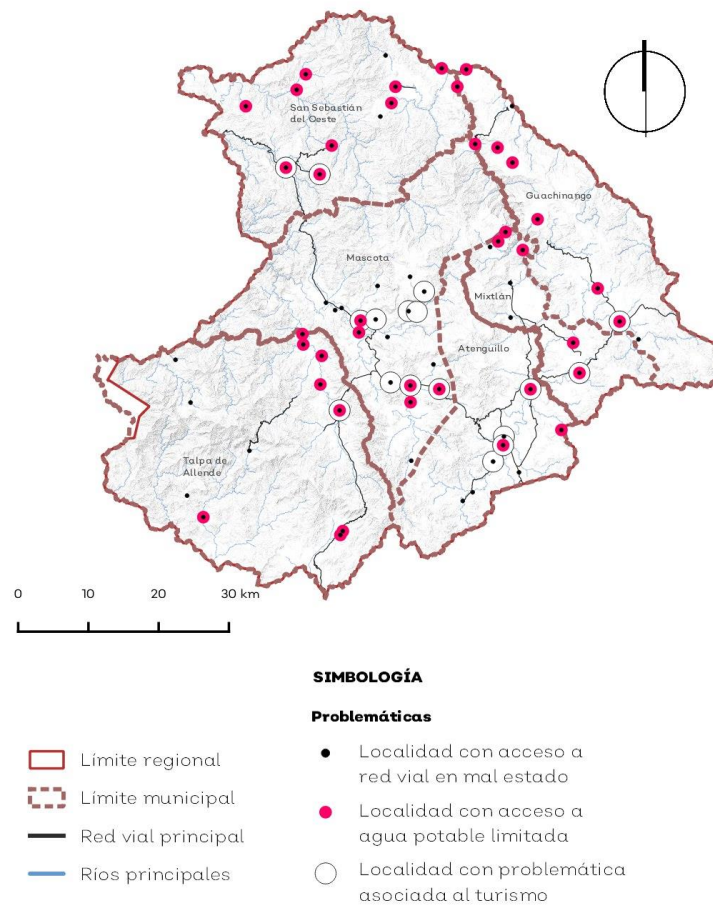 San Sebastián
del Oeste
Guachinango
Mascota
Mixtlán
Atenguillo
Talpa de
Allende
0 10 20 30 km
SIMBOLOGÍA
Problemáticas
Límite regional
Límite municipal
Red vial principal
Ríos principales
Localidad con acceso a
red vial en mal estado
Localidad con acceso a
agua potable limitada
Localidad con problemática
asociada al turismo